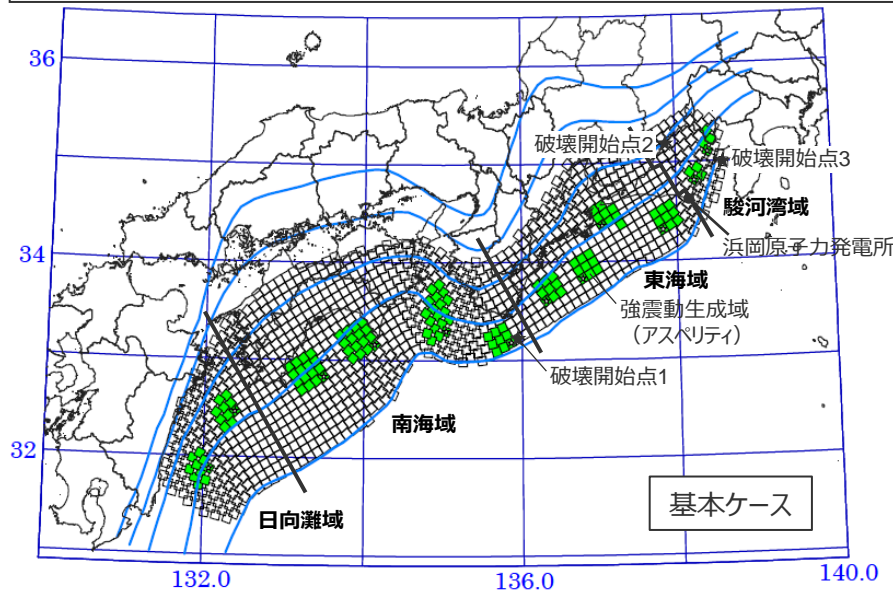 36
34
32
132.0
136.0
140.0
破壊開始点2
破壊開始点3
駿河湾域
浜岡原子力発電所
東海域
強震動生成域
（アスペリティ）
破壊開始点1
南海域
日向灘域
基本ケース